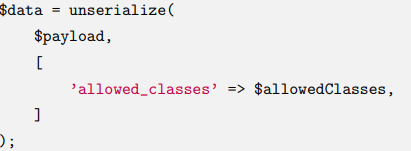 $data = unserialize(
    $payload,
    [
        ’allowed_classes’ => $allowedClasses,
    ]
);